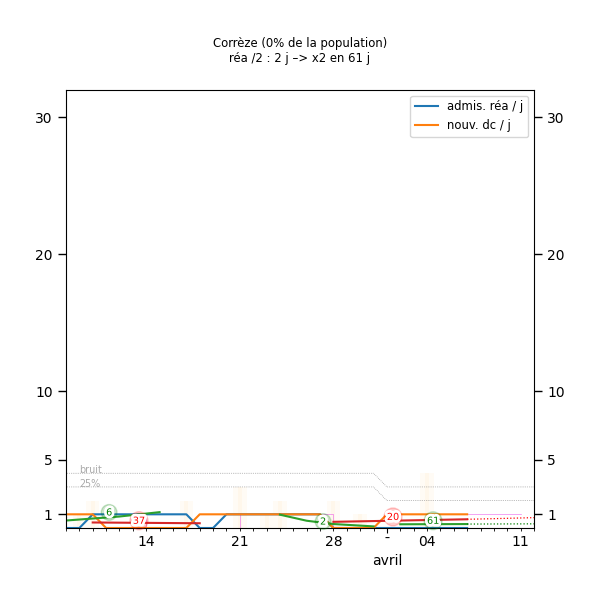 Corrèze (0% de la population)
réa /2 : 2 j –> x2 en 61 j
admis. réa / j
nouv. dc / j
30 30
20 20
10 10
5 5
bruit
25%
1 1
6
37
2
20
61
14 21 28 - 04 11
avril